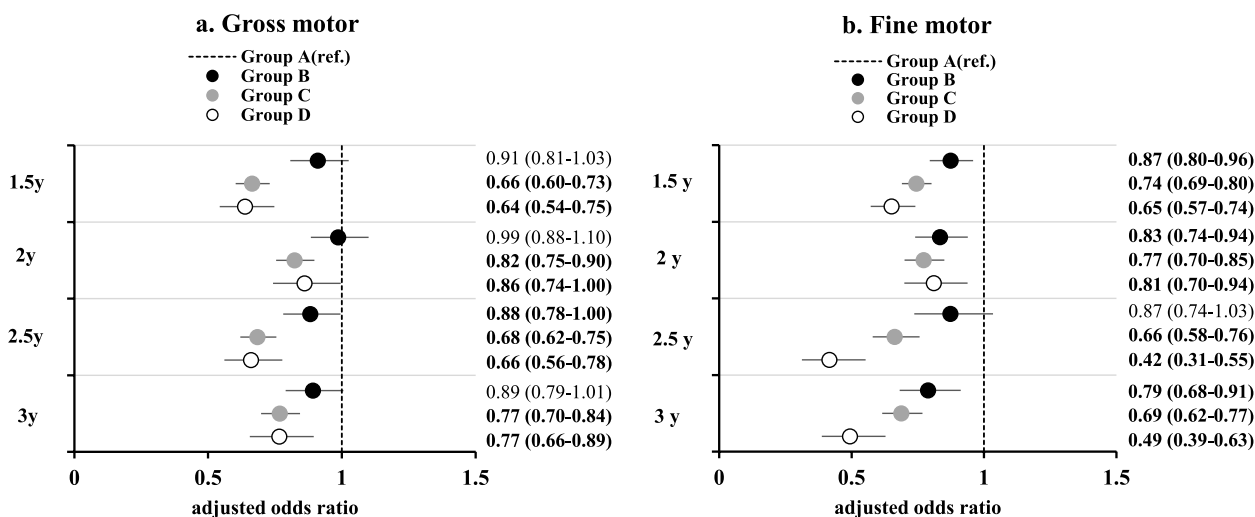 a. Gross motor
Group A(ref.)
Group B
Group C
Group D
1.5y
0.91 (0.81-1.03)
0.66 (0.60-0.73)
0.64 (0.54-0.75)
2y
0.99 (0.88-1.10)
0.82 (0.75-0.90)
0.86 (0.74-1.00)
2.5y
0.88 (0.78-1.00)
0.68 (0.62-0.75)
0.66 (0.56-0.78)
3y
0.89 (0.79-1.01)
0.77 (0.70-0.84)
0.77 (0.66-0.89)
0 0.5 1 1.5
adjusted odds ratio
b. Fine motor
Group A(ref.)
Group B
Group C
Group D
1.5 y
0.87 (0.80-0.96)
0.74 (0.69-0.80)
0.65 (0.57-0.74)
2 y
0.83 (0.74-0.94)
0.77 (0.70-0.85)
0.81 (0.70-0.94)
2.5 y
0.87 (0.74-1.03)
0.66 (0.58-0.76)
0.42 (0.31-0.55)
3 y
0.79 (0.68-0.91)
0.69 (0.62-0.77)
0.49 (0.39-0.63)
0 0.5 1 1.5
adjusted odds ratio